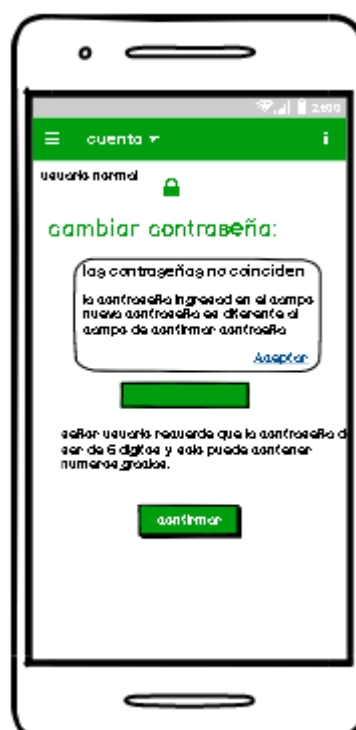 2:00
cuenta
i
usuario normal
cambiar contraseña:
las contraseñas no coinciden
la contraseña ingresad en el campo
nueva contraseña es diferente al
campo de confirmar contraseña
Aceptar
señor usuario recuerde que la contraseña d
ser de 6 digitos y solo puede contener
numeros,gracias.
confirmar